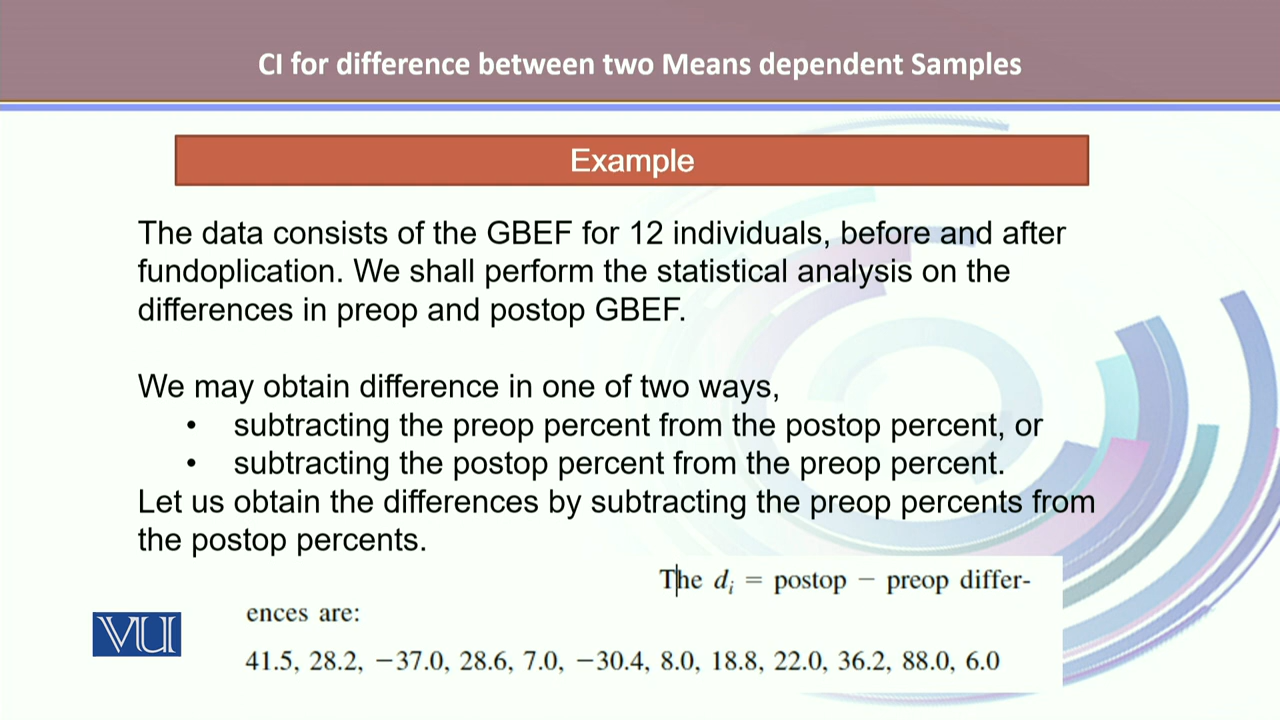 CI for difference between two Means dependent Samples
Example
The data consists of the GBEF for 12 individuals, before and after
fundoplication. We shall perform the statistical analysis on the
differences in preop and postop GBEF.
We may obtain difference in one of two ways,
• subtracting the preop percent from the postop percent, or
• subtracting the postop percent from the preop percent.
Let us obtain the differences by subtracting the preop percents from
the postop percents.
The dᵢ = postop − preop differ-
ences are:
VU
41.5, 28.2, −37.0, 28.6, 7.0, −30.4, 8.0, 18.8, 22.0, 36.2, 88.0, 6.0